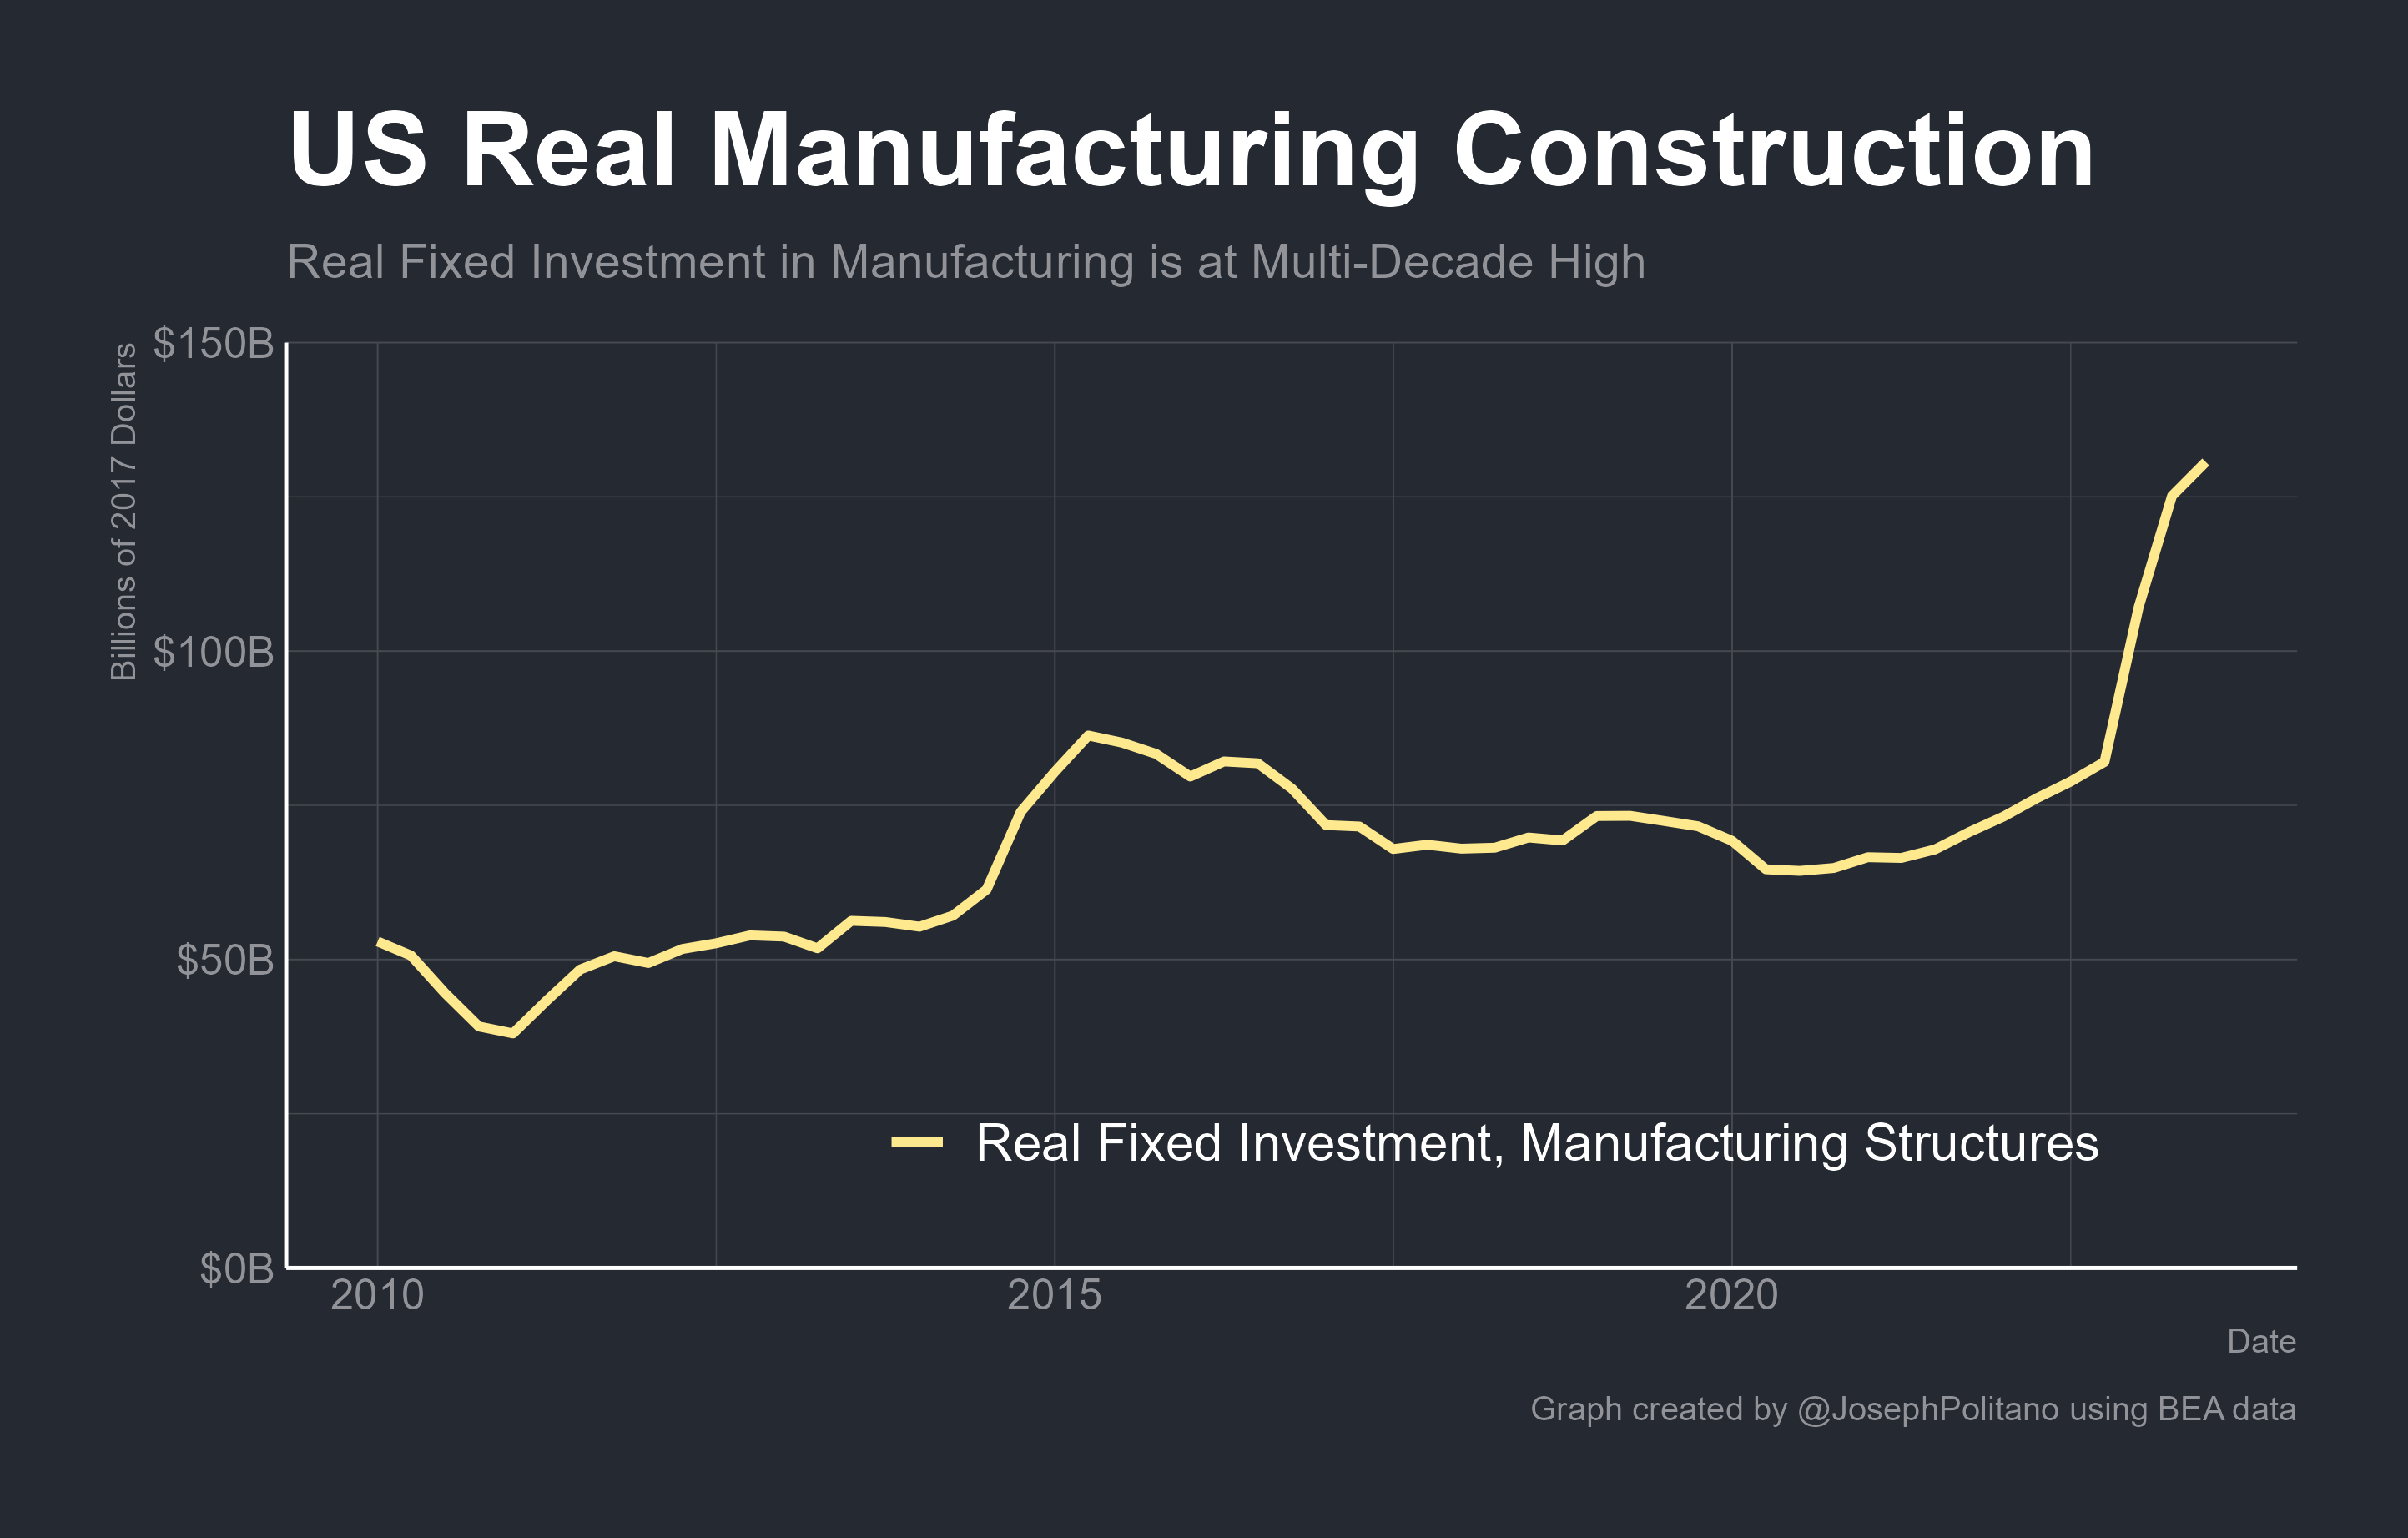 US Real Manufacturing Construction
Real Fixed Investment in Manufacturing is at Multi-Decade High
Billions of 2017 Dollars
$150B
$100B
$50B
$0B
Real Fixed Investment, Manufacturing Structures
2010 2015 2020
Date
Graph created by @JosephPolitano using BEA data